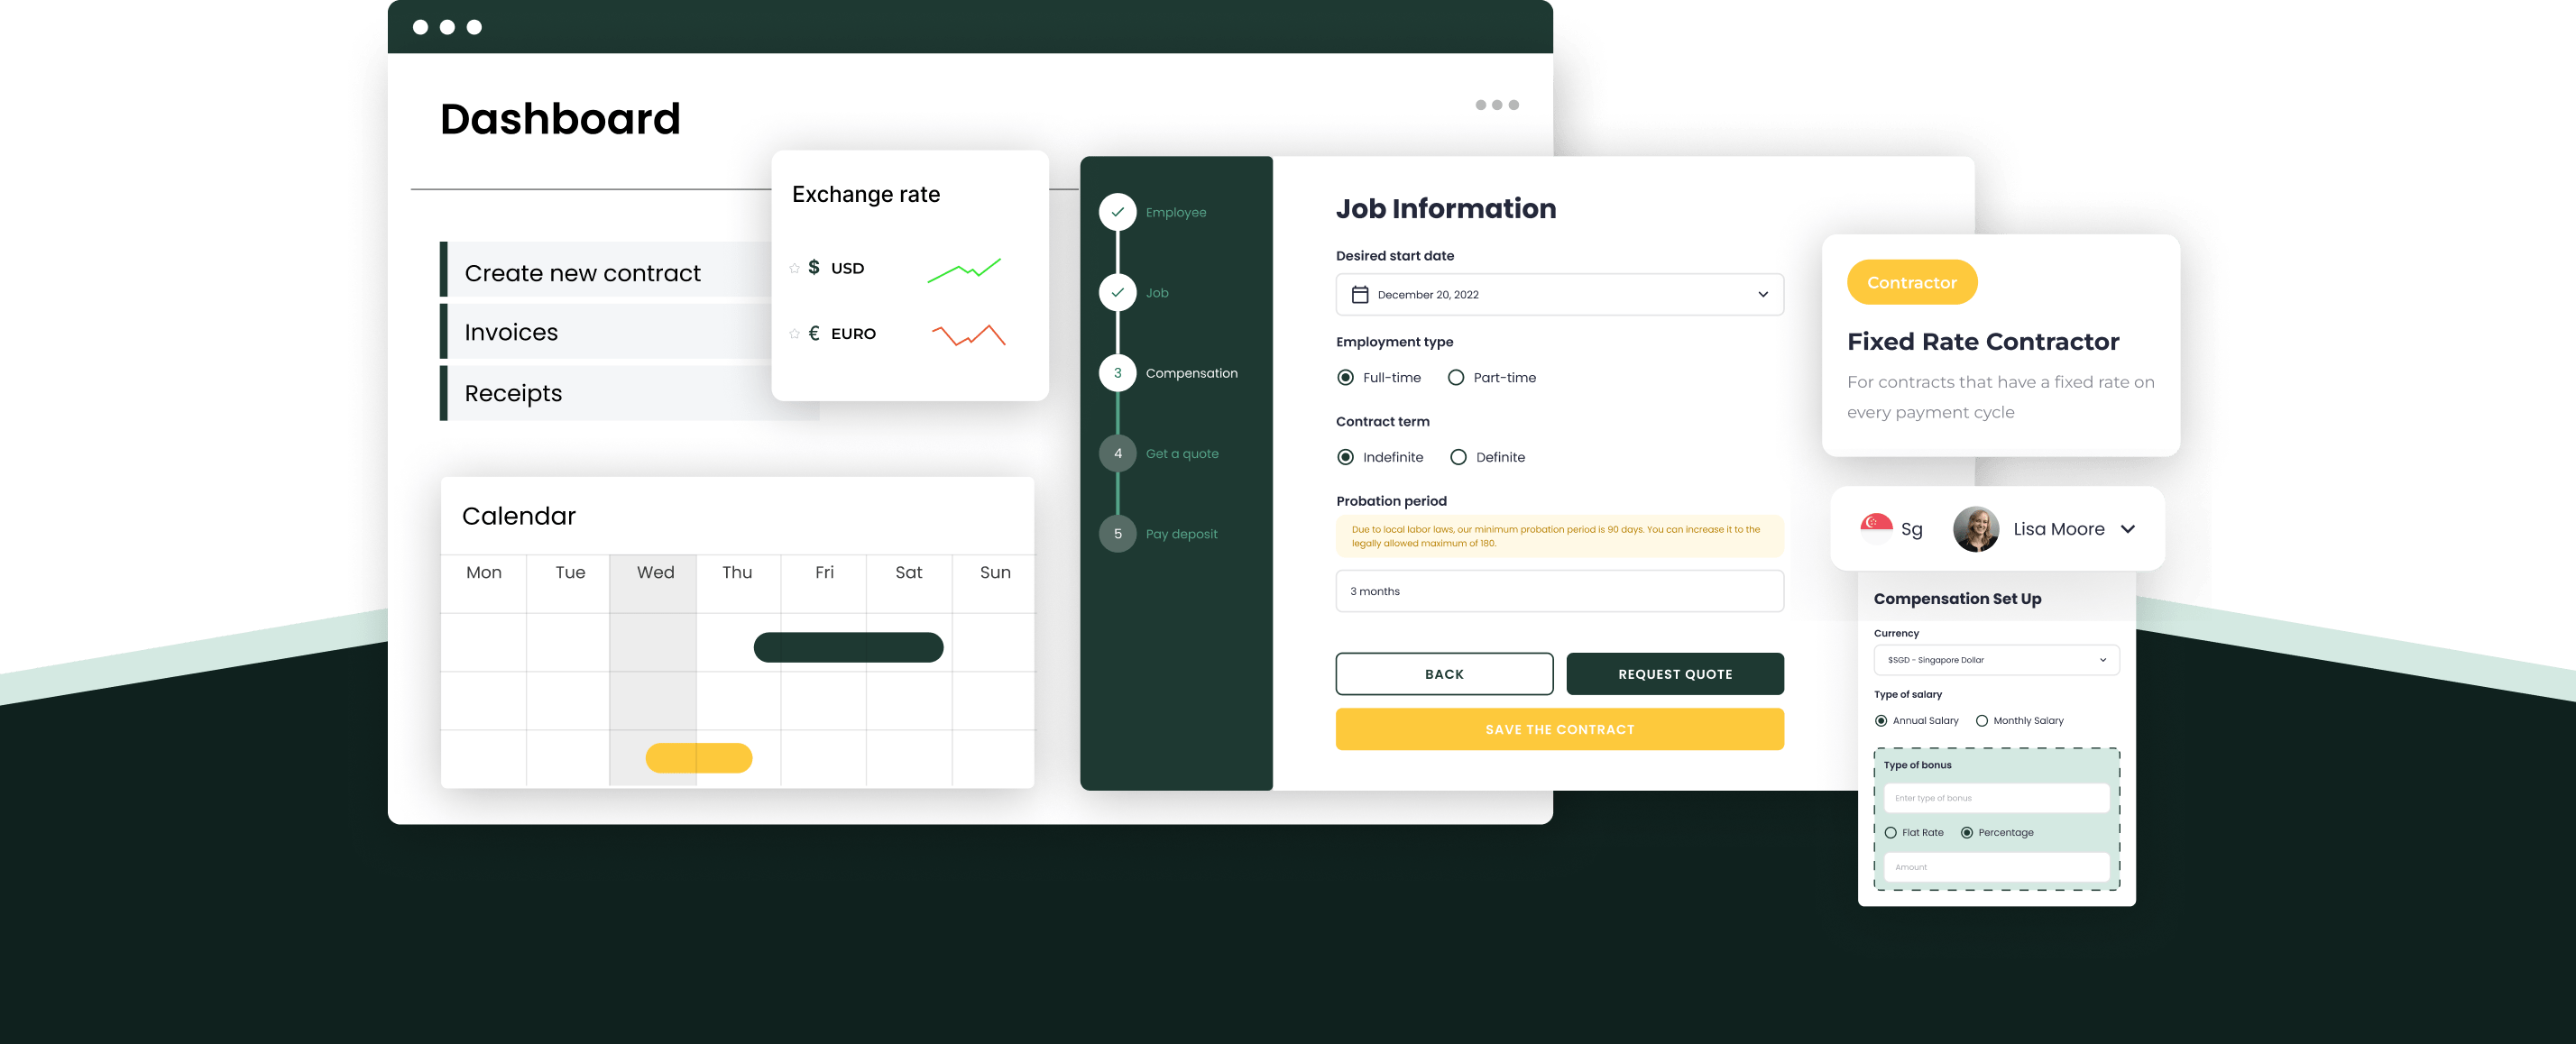 Dashboard
Create new contract
Invoices
Receipts
Exchange rate
$ USD
€ EURO
Calendar
Mon Tue Wed Thu Fri Sat Sun
Employee
Job
3 Compensation
4 Get a quote
5 Pay deposit
Job Information
Desired start date
December 20, 2022
Employment type
Full-time Part-time
Contract term
Indefinite Definite
Probation period
Due to local labor laws, our minimum probation period is 90 days. You can increase it to the
legally allowed maximum of 180.
3 months
BACK REQUEST QUOTE
SAVE THE CONTRACT
Contractor
Fixed Rate Contractor
For contracts that have a fixed rate on
every payment cycle
Sg Lisa Moore
Compensation Set Up
Currency
$SGD - Singapore Dollar
Type of salary
Annual Salary Monthly Salary
Type of bonus
Enter type of bonus
Flat Rate Percentage
Amount